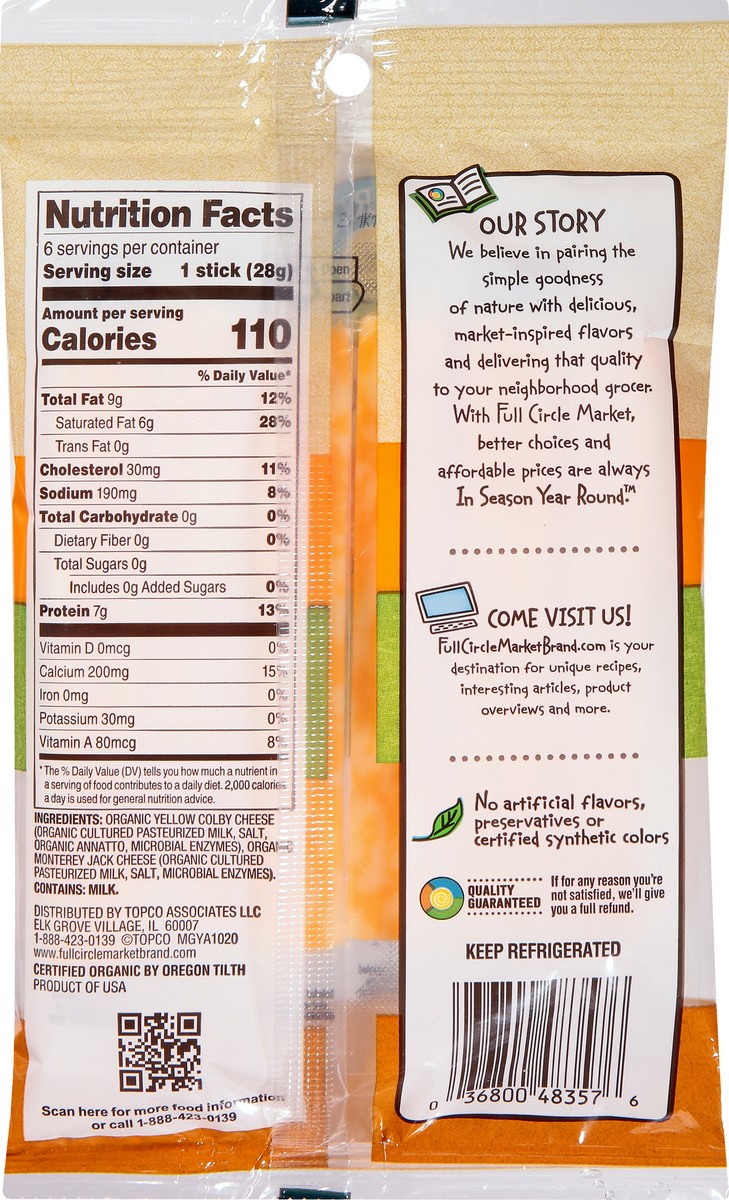 Nutrition Facts
6 servings per container
Serving size 1 stick (28g)
Amount per serving
Calories 110
% Daily Value*
Total Fat 9g 12%
Saturated Fat 6g 28%
Trans Fat 0g
Cholesterol 30mg 11%
Sodium 190mg 8%
Total Carbohydrate 0g 0%
Dietary Fiber 0g 0%
Total Sugars 0g
Includes 0g Added Sugars 0%
Protein 7g 13%
Vitamin D 0mcg 0%
Calcium 200mg 15%
Iron 0mg 0%
Potassium 30mg 0%
Vitamin A 80mcg 8%
* The % Daily Value (DV) tells you how much a nutrient in
a serving of food contributes to a daily diet. 2,000 calories
a day is used for general nutrition advice.
INGREDIENTS: ORGANIC YELLOW COLBY CHEESE
(ORGANIC CULTURED PASTEURIZED MILK, SALT,
ORGANIC ANNATTO, MICROBIAL ENZYMES), ORGANIC
MONTEREY JACK CHEESE (ORGANIC CULTURED
PASTEURIZED MILK, SALT, MICROBIAL ENZYMES).
CONTAINS: MILK.
DISTRIBUTED BY TOPCO ASSOCIATES LLC
ELK GROVE VILLAGE, IL 60007
1-888-423-0139 ©TOPCO MGYA1020
www.fullcirclemarketbrand.com
CERTIFIED ORGANIC BY OREGON TILTH
PRODUCT OF USA
Scan here for more food information
or call 1-888-423-0139
OUR STORY
We believe in pairing the
simple goodness
of nature with delicious,
market-inspired flavors
and delivering that quality
to your neighborhood grocer.
With Full Circle Market,
better choices and
affordable prices are always
In Season Year Round.™
COME VISIT US!
FullCircleMarketBrand.com is your
destination for unique recipes,
interesting articles, product
overviews and more.
No artificial flavors,
preservatives or
certified synthetic colors
QUALITY
GUARANTEED
If for any reason you're
not satisfied, we'll give
you a full refund.
KEEP REFRIGERATED
0 36800 48357 6